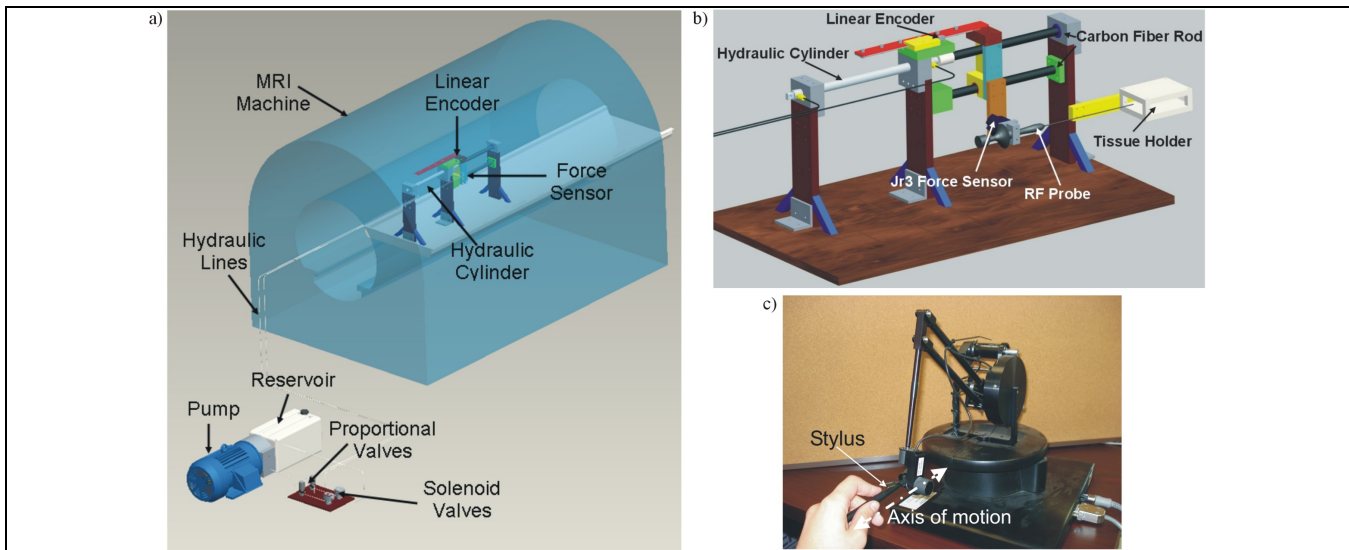 a)
MRI
Machine
Linear
Encoder
Force
Sensor
Hydraulic
Lines
Hydraulic
Cylinder
Reservoir
Pump
Proportional
Valves
Solenoid
Valves
b)
Linear Encoder
Hydraulic Cylinder
Carbon Fiber Rod
Tissue Holder
Jr3 Force Sensor
RF Probe
c)
Stylus
Axis of motion